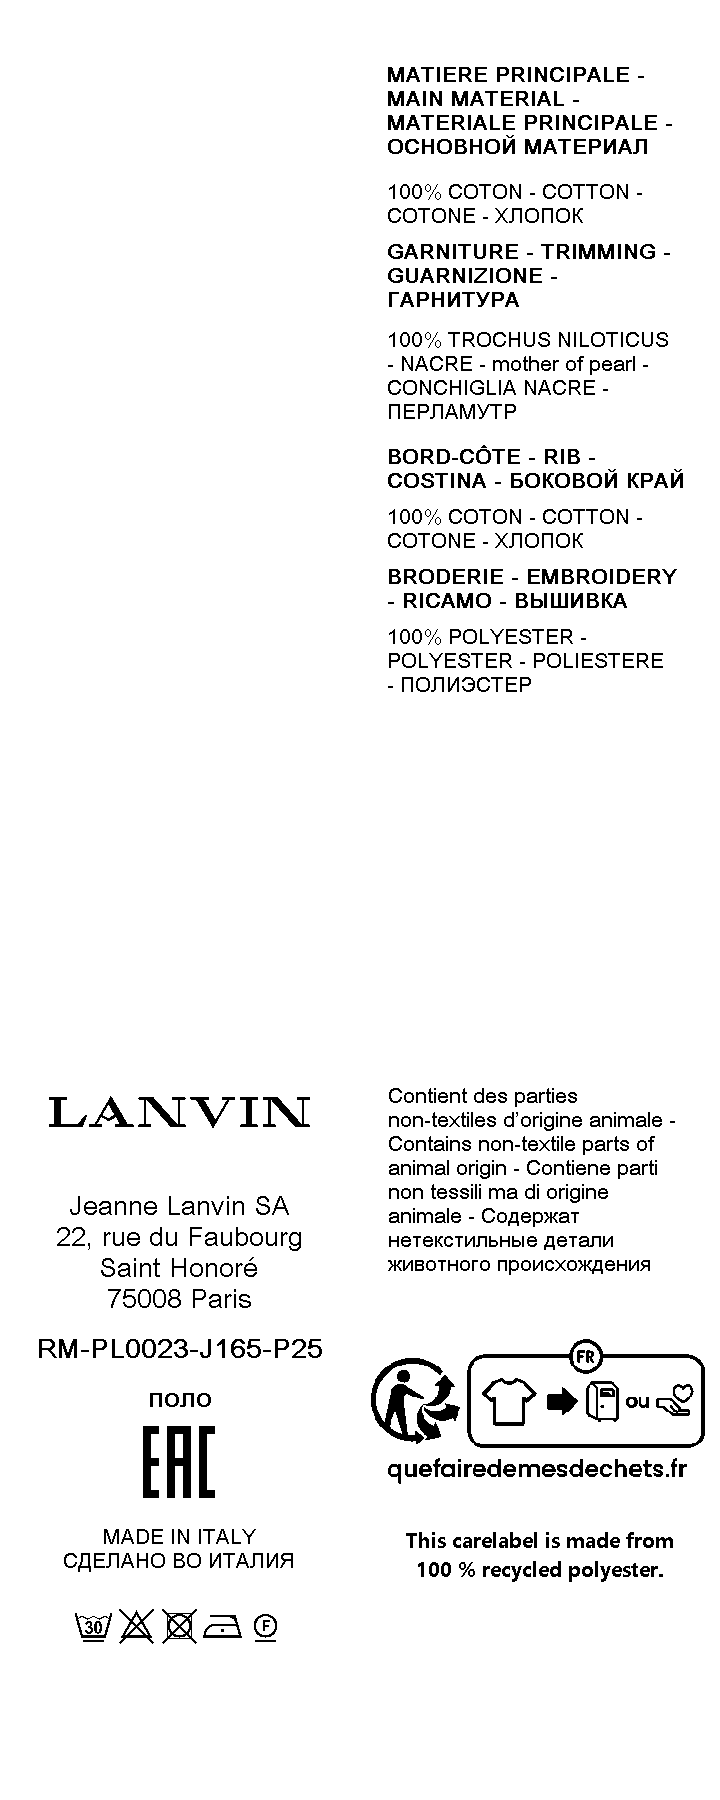 MATIERE PRINCIPALE -
MAIN MATERIAL -
MATERIALE PRINCIPALE -
ОСНОВНОЙ МАТЕРИАЛ
100% COTON - COTTON -
COTONE - ХЛОПОК
GARNITURE - TRIMMING -
GUARNIZIONE -
ГАРНИТУРА
100% TROCHUS NILOTICUS
- NACRE - mother of pearl -
CONCHIGLIA NACRE -
ПЕРЛАМУТР
BORD-CÔTE - RIB -
COSTINA - БОКОВОЙ КРАЙ
100% COTON - COTTON -
COTONE - ХЛОПОК
BRODERIE - EMBROIDERY
- RICAMO - ВЫШИВКА
100% POLYESTER -
POLYESTER - POLIESTERE
- ПОЛИЭСТЕР
LANVIN
Jeanne Lanvin SA
22, rue du Faubourg
Saint Honoré
75008 Paris
RM-PL0023-J165-P25
ПОЛО
EAC
MADE IN ITALY
СДЕЛАНО ВО ИТАЛИЯ
30
F
Contient des parties
non-textiles d’origine animale -
Contains non-textile parts of
animal origin - Contiene parti
non tessili ma di origine
animale - Содержат
нетекстильные детали
животного происхождения
FR
ou
quefairedemesdechets.fr
This carelabel is made from
100 % recycled polyester.